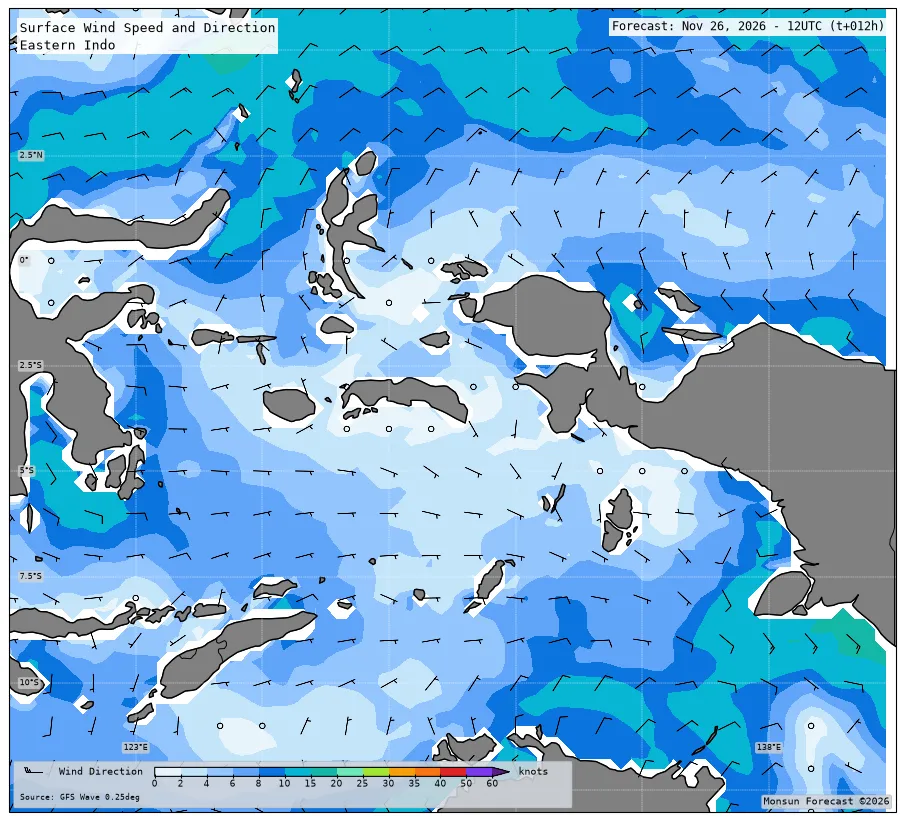 Surface Wind Speed and Direction
Eastern Indo
Forecast: Nov 26, 2026 - 12UTC (t+012h)
2.5°N
0°
2.5°S
5°S
7.5°S
10°S
123°E
138°E
Wind Direction
knots
0 2 4 6 8 10 15 20 25 30 40 50 60
Source: GFS Wave 0.25deg
Monsun Forecast ©2026